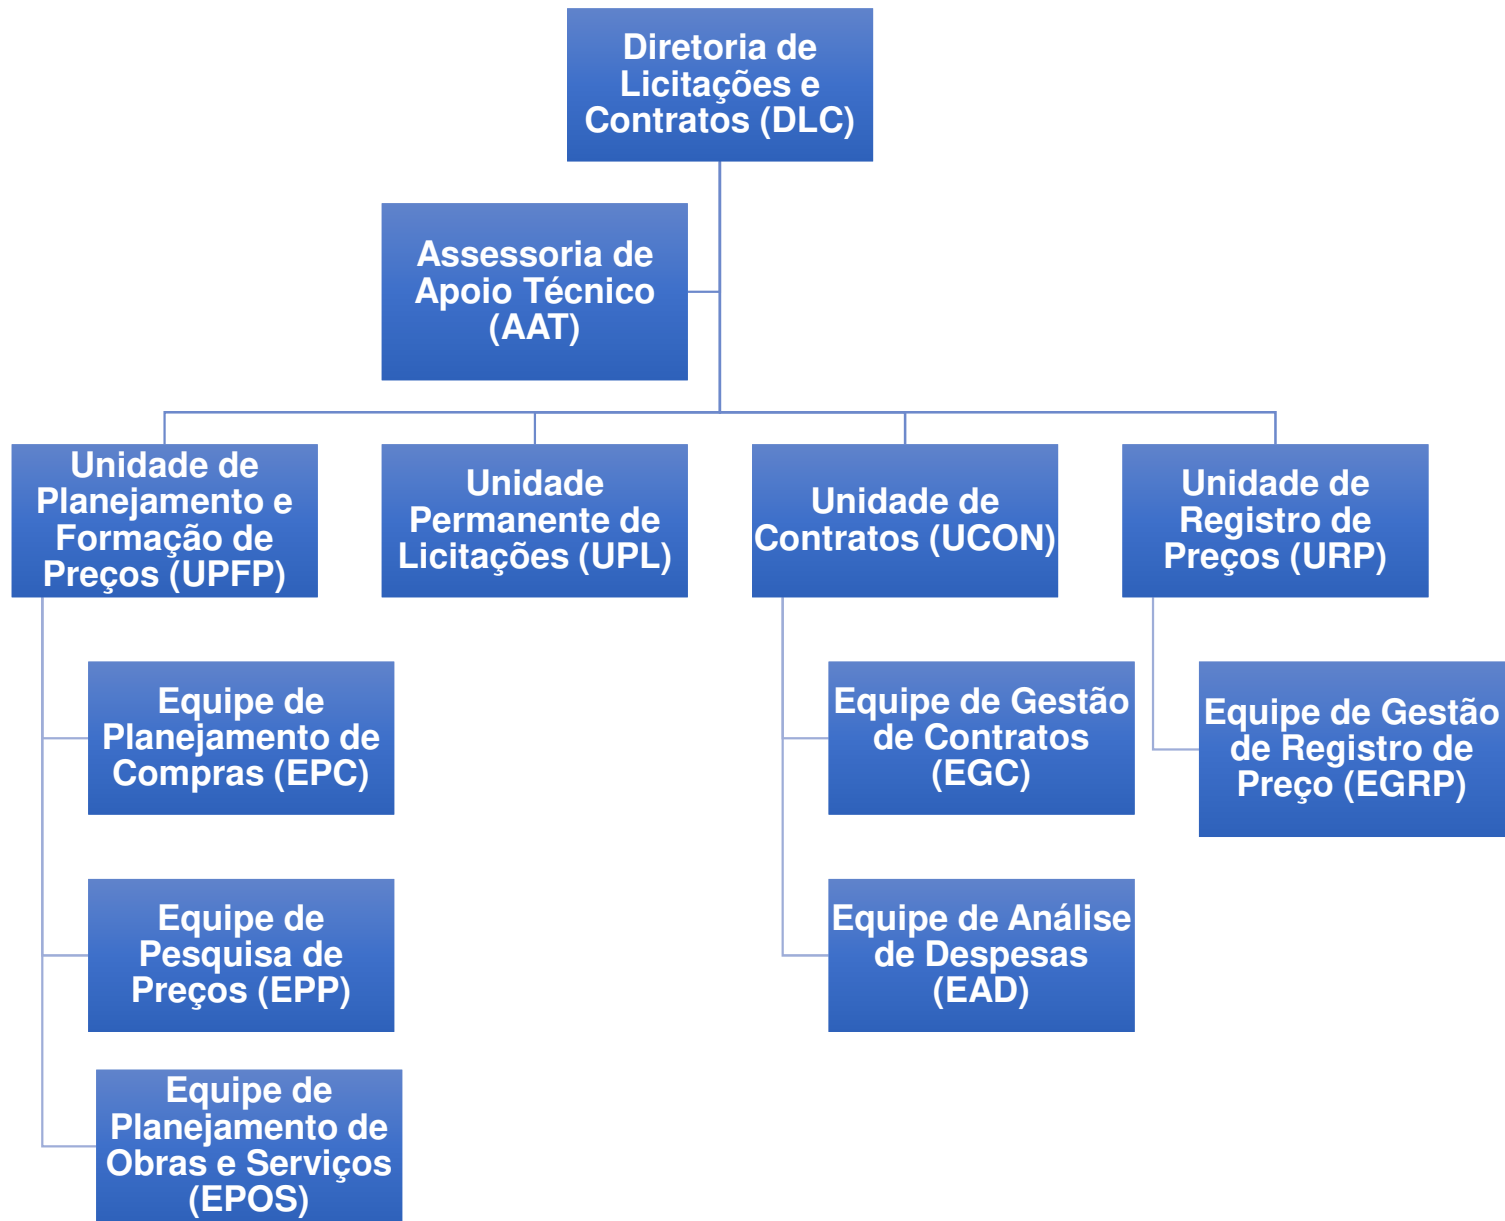 Diretoria de
Licitações e
Contratos (DLC)
Assessoria de
Apoio Técnico
(AAT)
Unidade de
Planejamento e
Formação de
Preços (UPFP)
Unidade
Permanente de
Licitações (UPL)
Unidade de
Contratos (UCON)
Unidade de
Registro de
Preços (URP)
Equipe de
Planejamento de
Compras (EPC)
Equipe de
Pesquisa de
Preços (EPP)
Equipe de
Planejamento de
Obras e Serviços
(EPOS)
Equipe de Gestão
de Contratos
(EGC)
Equipe de Análise
de Despesas
(EAD)
Equipe de Gestão
de Registro de
Preço (EGRP)